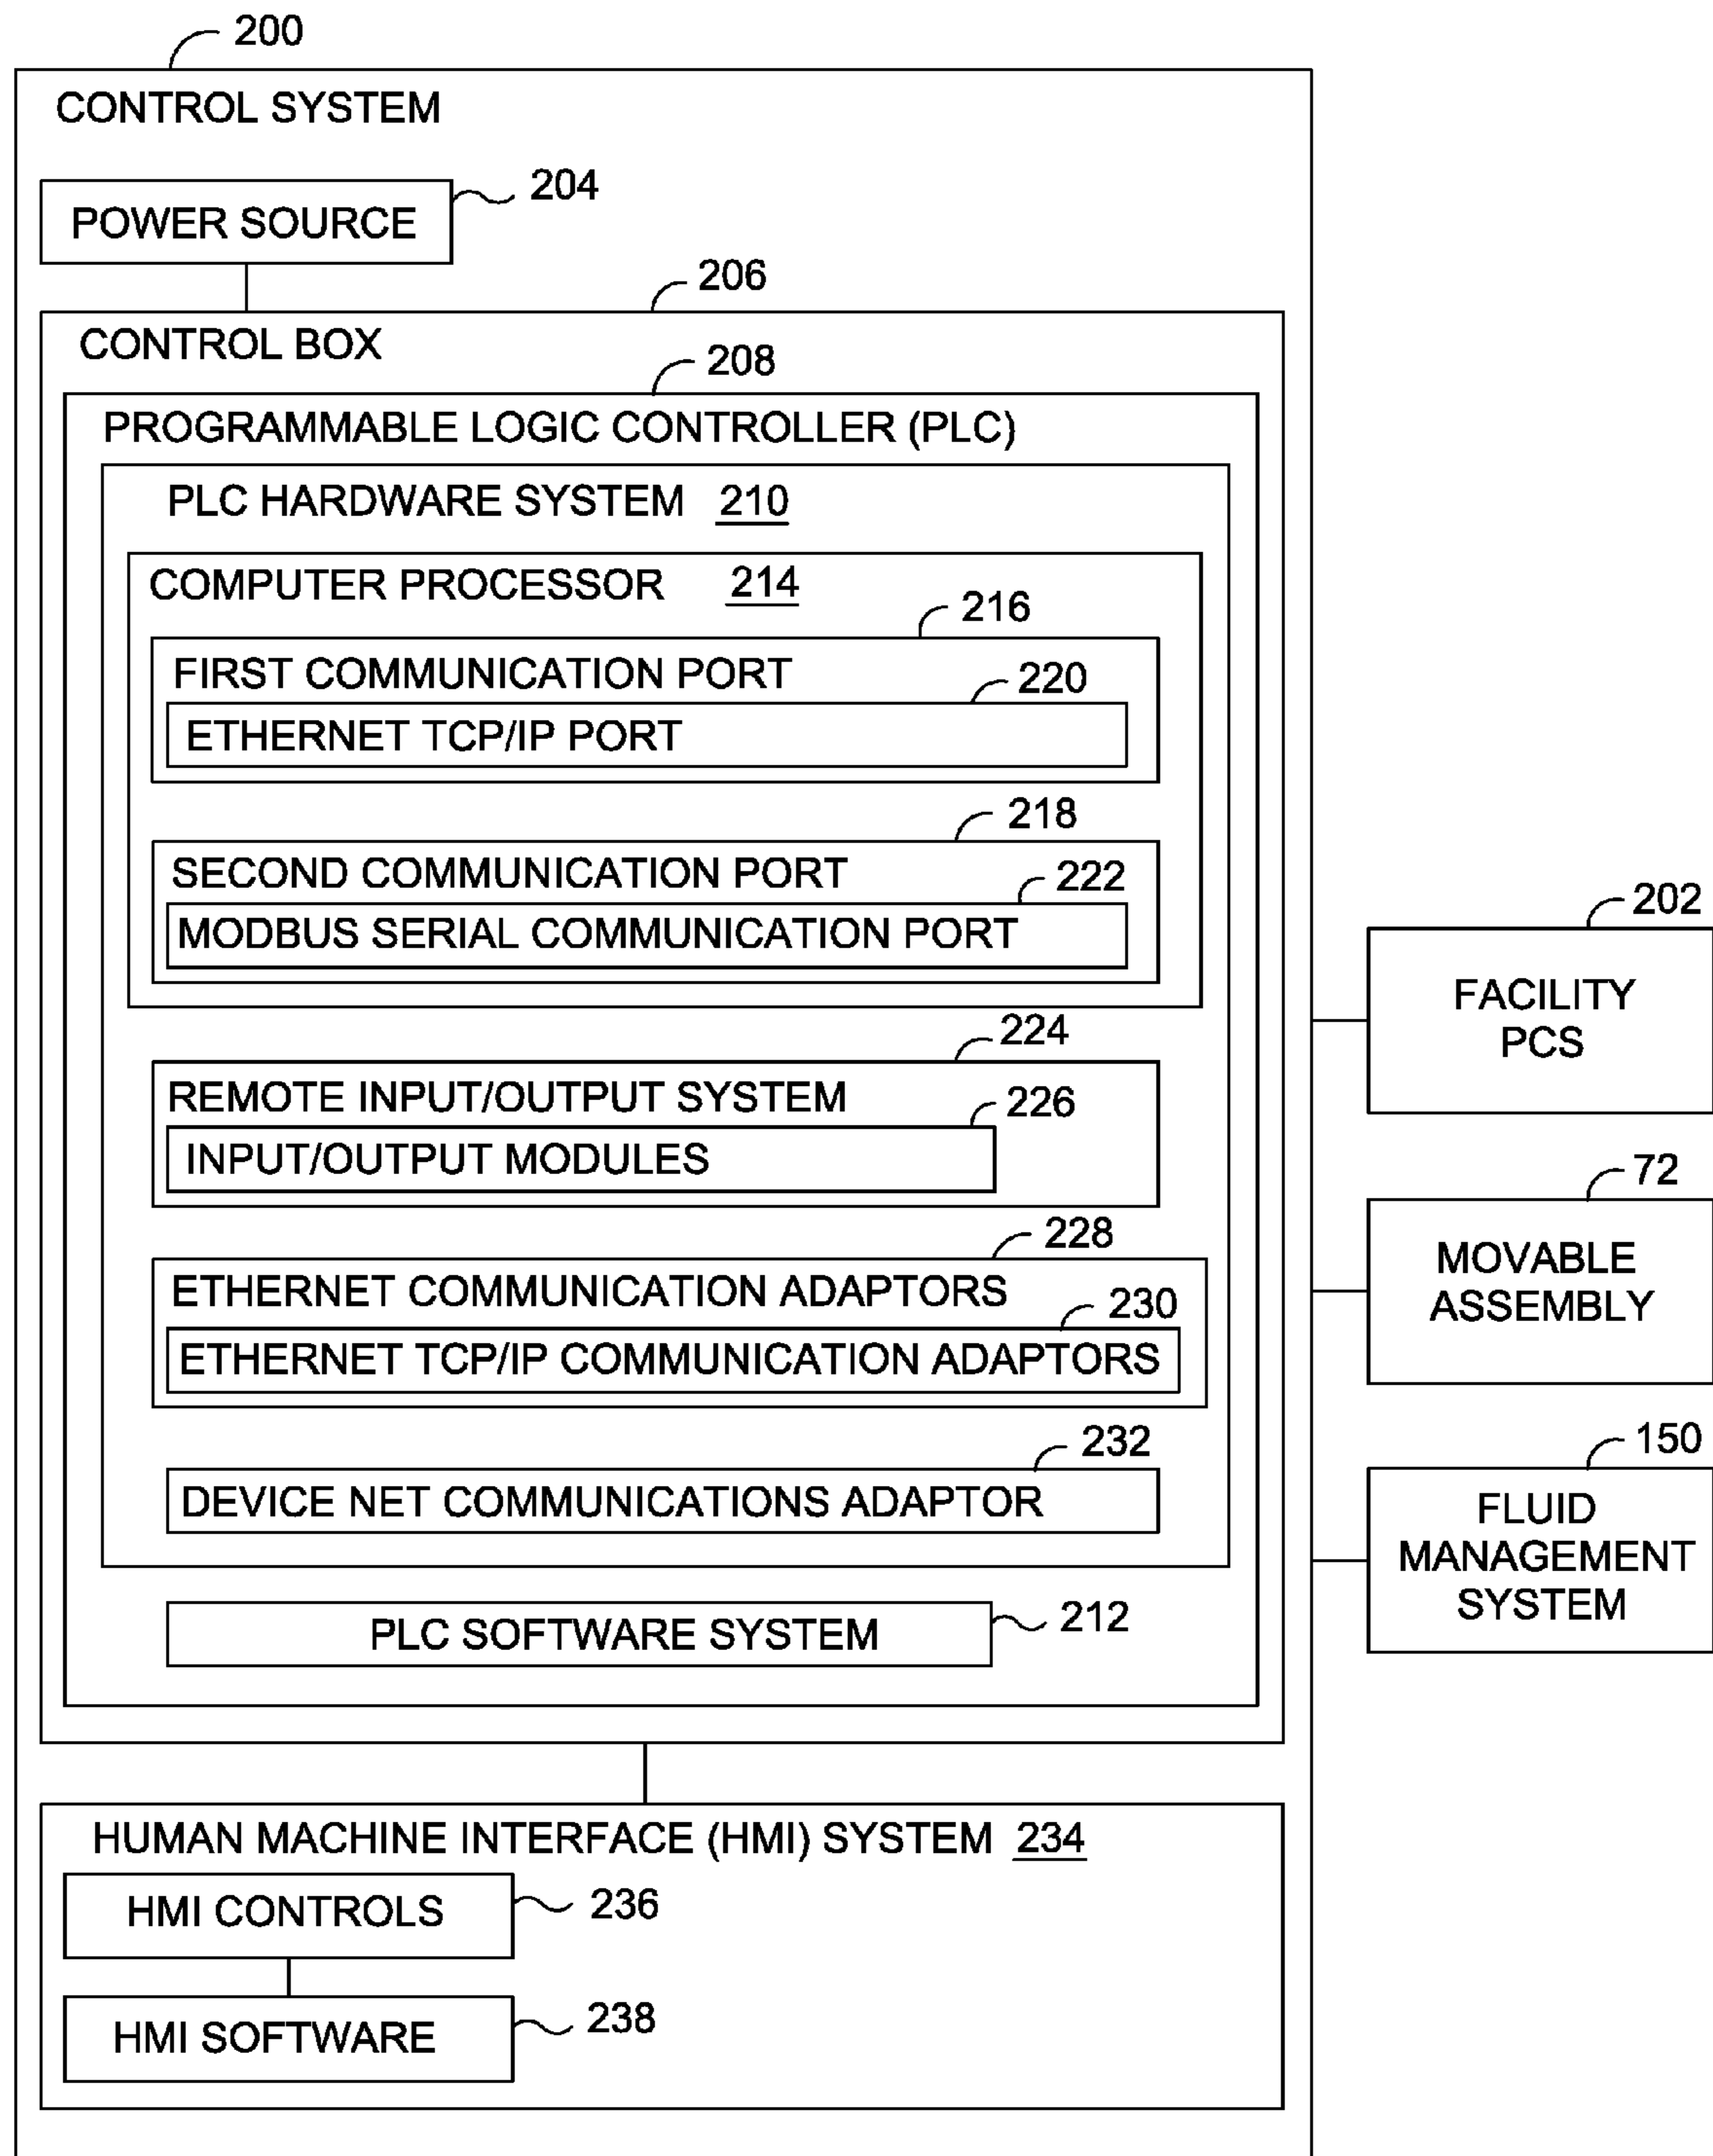 200
CONTROL SYSTEM
204
POWER SOURCE
206
CONTROL BOX
208
PROGRAMMABLE LOGIC CONTROLLER (PLC)
PLC HARDWARE SYSTEM 210
COMPUTER PROCESSOR 214
216
FIRST COMMUNICATION PORT
220
ETHERNET TCP/IP PORT
218
SECOND COMMUNICATION PORT
222
MODBUS SERIAL COMMUNICATION PORT
224
REMOTE INPUT/OUTPUT SYSTEM
226
INPUT/OUTPUT MODULES
228
ETHERNET COMMUNICATION ADAPTORS
230
ETHERNET TCP/IP COMMUNICATION ADAPTORS
232
DEVICE NET COMMUNICATIONS ADAPTOR
PLC SOFTWARE SYSTEM
212
HUMAN MACHINE INTERFACE (HMI) SYSTEM 234
HMI CONTROLS
236
HMI SOFTWARE
238
202
FACILITY
PCS
72
MOVABLE
ASSEMBLY
150
FLUID
MANAGEMENT
SYSTEM